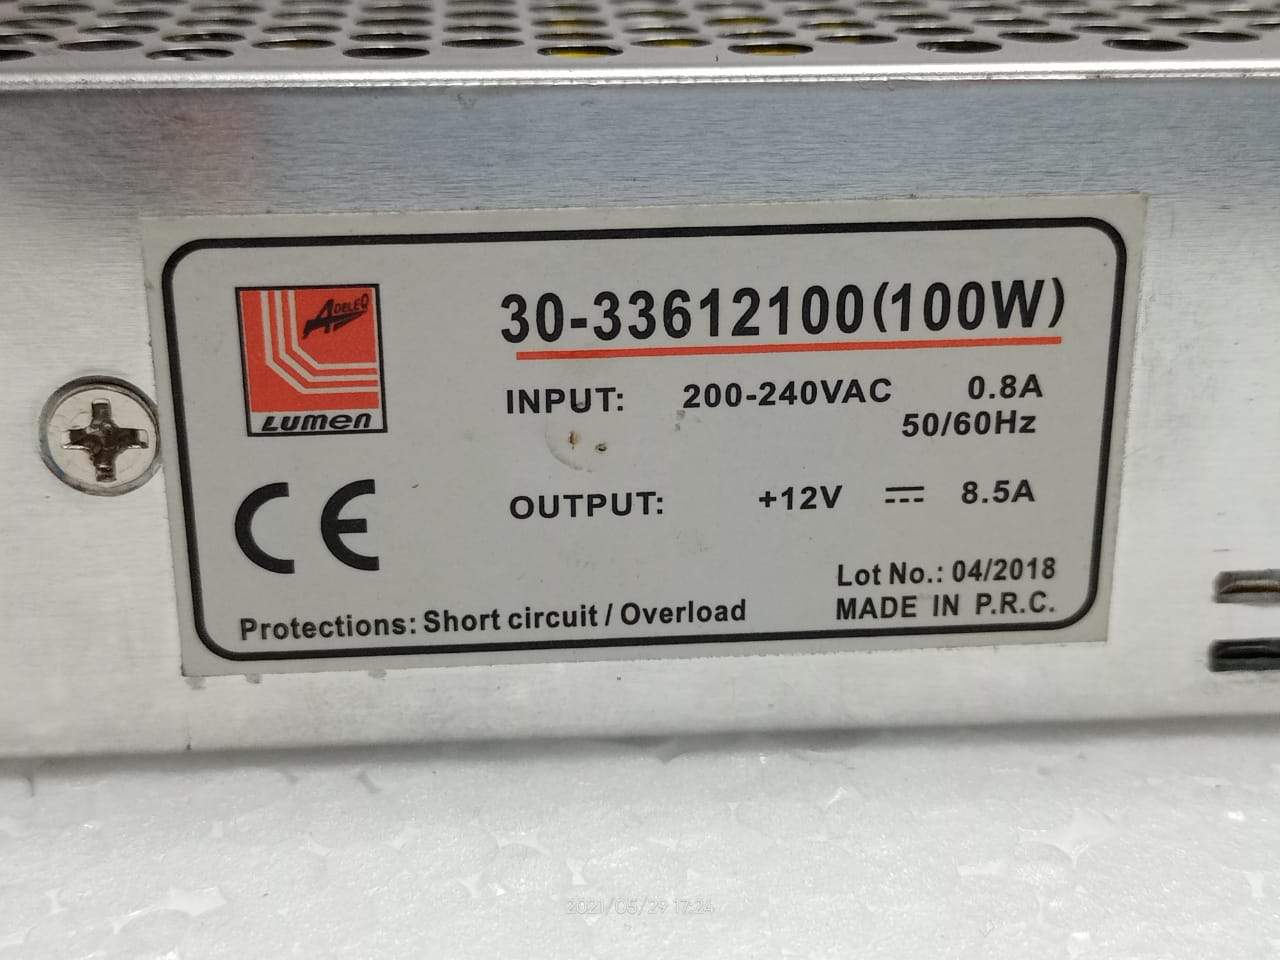 ADELEQ
Lumen
30-33612100(100W)
INPUT: 200-240VAC 0.8A
50/60Hz
OUTPUT: +12V ⎓ 8.5A
CE
Lot No.: 04/2018
Protections: Short circuit / Overload
MADE IN P.R.C.
2021/05/29 17:24